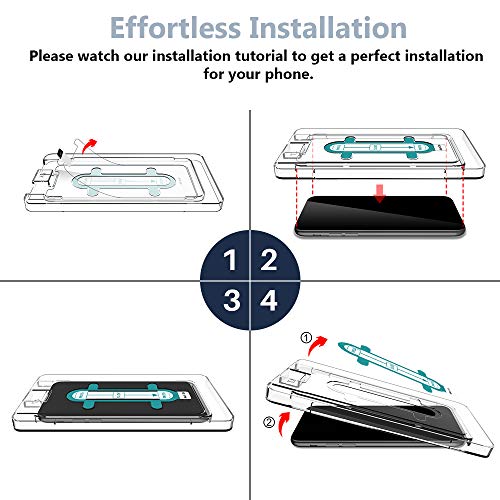 Effortless Installation
Please watch our installation tutorial to get a perfect installation
for your phone.
1 2
3 4
①
②